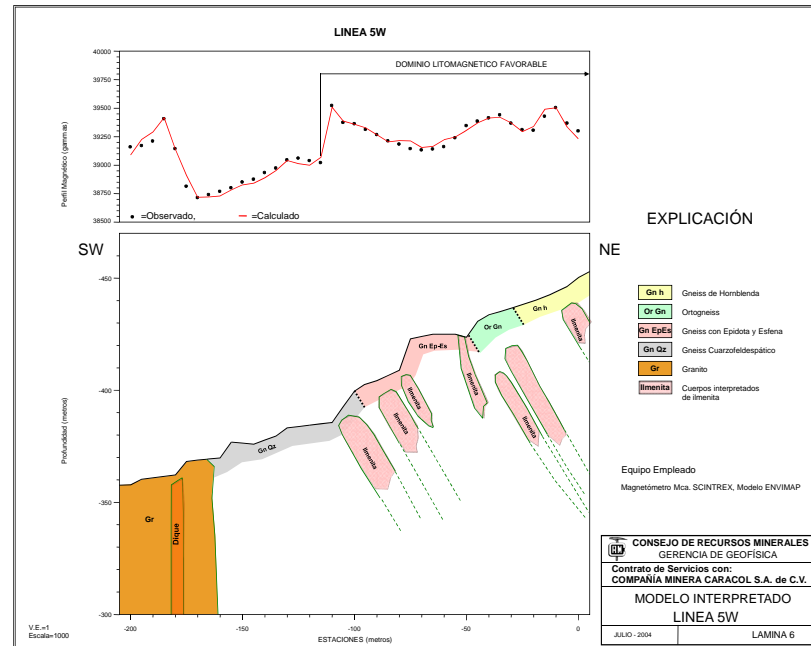 LINEA 5W
40000
39750
39500
39250
39000
38750
38500
Perfil Magnético (gammas)
DOMINIO LITOMAGNETICO FAVORABLE
=Observado,
=Calculado
SW
NE
-450
-400
-350
-300
Profundidad (metros)
Gn h
Or Gn
Gn Ep-Es
Gn Qz
Gr
Dique
Ilmenita
Ilmenita
Ilmenita
Ilmenita
Ilmenita
Ilmenita
-200
-150
-100
-50
0
ESTACIONES (metros)
V.E.=1
Escala=1000
EXPLICACIÓN
Gn h Gneiss de Hornblenda
Or Gn Ortogneiss
Gn EpEs Gneiss con Epidota y Esfena
Gn Qz Gneiss Cuarzofeldespático
Gr Granito
Ilmenita Cuerpos interpretados
de ilmenita
Equipo Empleado
Magnetómetro Mca. SCINTREX, Modelo ENVIMAP
CONSEJO DE RECURSOS MINERALES
GERENCIA DE GEOFÍSICA
Contrato de Servicios con:
COMPAÑÍA MINERA CARACOL S.A. de C.V.
MODELO INTERPRETADO
LINEA 5W
JULIO - 2004
LAMINA 6